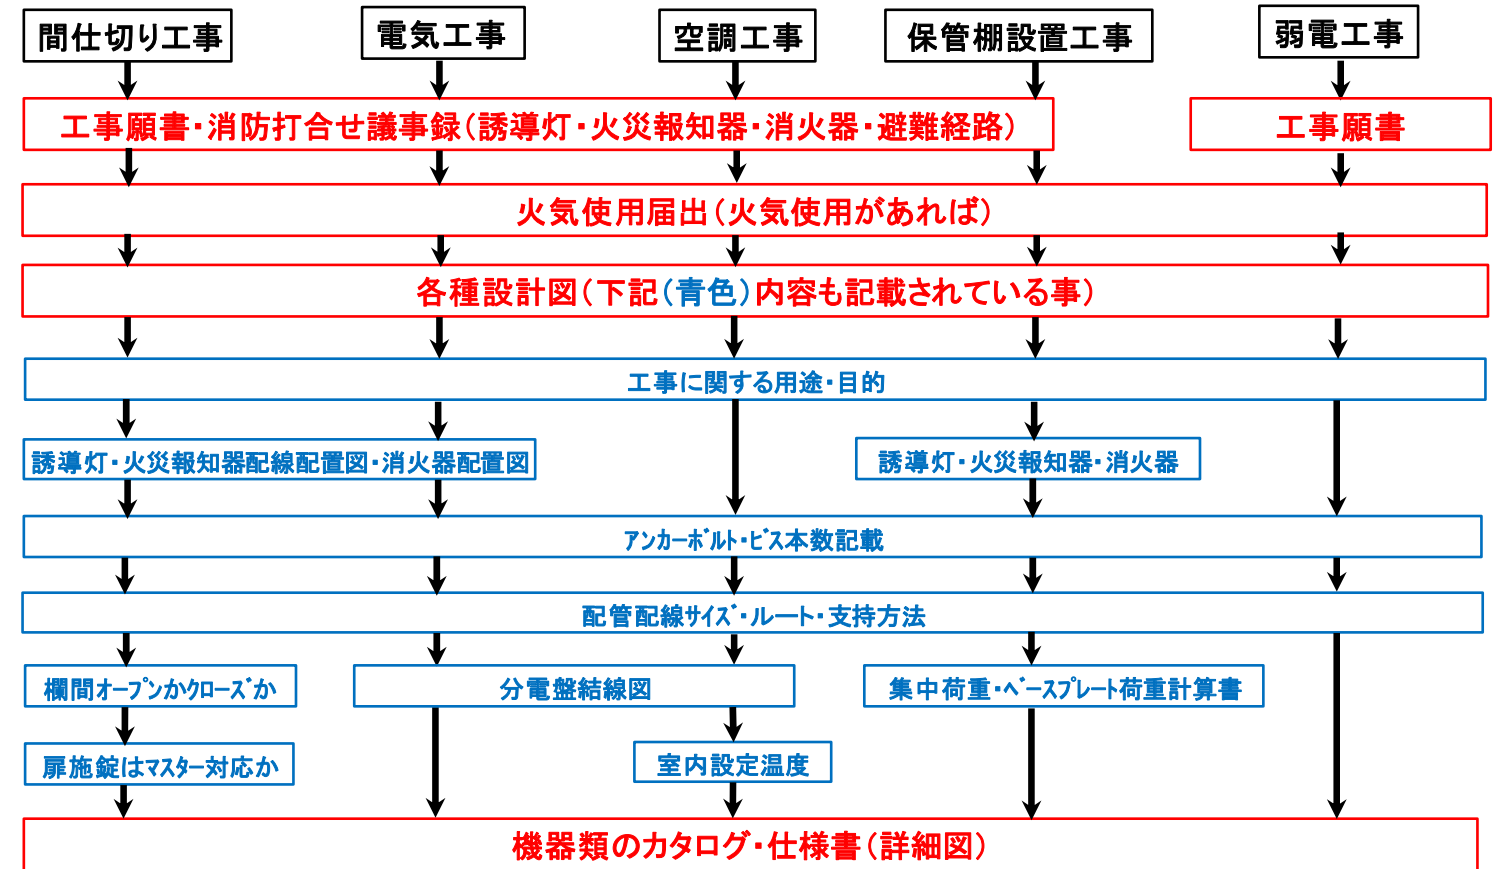 間仕切り工事
電気工事
空調工事
保管棚設置工事
弱電工事
工事願書・消防打合せ議事録（誘導灯・火災報知器・消火器・避難経路）
工事願書
火気使用届出（火気使用があれば）
各種設計図（下記（青色）内容も記載されている事）
工事に関する用途・目的
誘導灯・火災報知器配線配置図・消火器配置図
誘導灯・火災報知器・消火器
ｱﾝｶｰﾎﾞﾙﾄ・ﾋﾞｽ本数記載
配管配線ｻｲｽﾞ・ルート・支持方法
欄間ｵｰﾌﾟﾝかｸﾛｰｽﾞか
分電盤結線図
集中荷重・ﾍﾞｰｽﾌﾟﾚｰﾄ荷重計算書
扉施錠はﾏｽﾀｰ対応か
室内設定温度
機器類のカタログ・仕様書（詳細図）